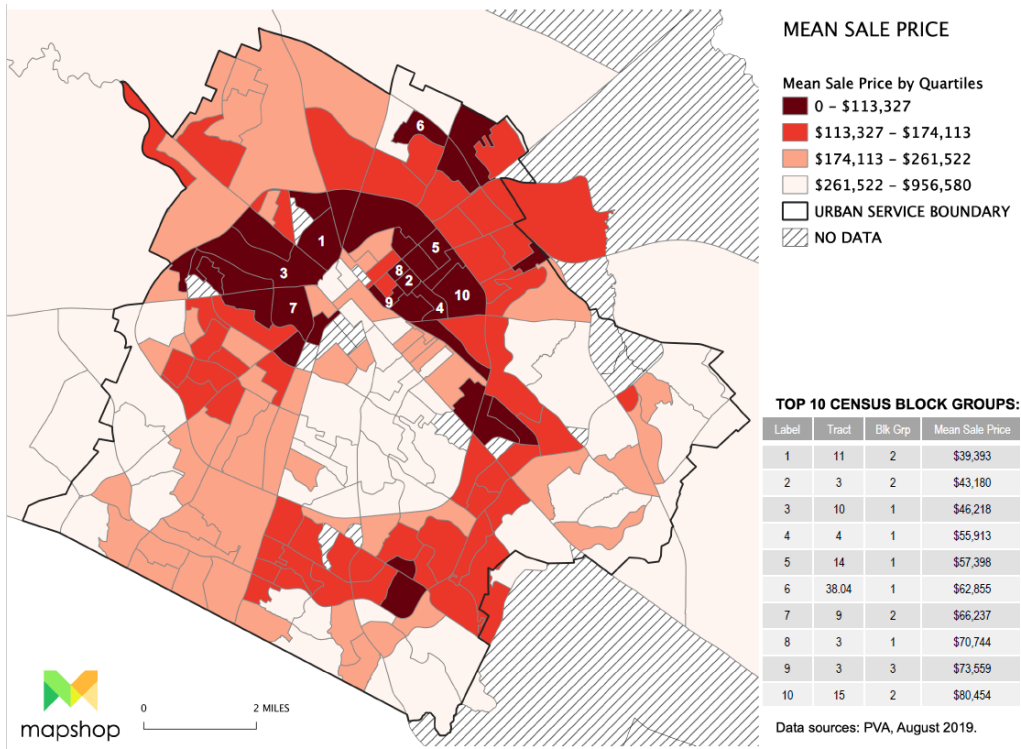 MEAN SALE PRICE
Mean Sale Price by Quartiles
0 – $113,327
$113,327 – $174,113
$174,113 – $261,522
$261,522 – $956,580
URBAN SERVICE BOUNDARY
NO DATA
6
1
5
3
8
2
10
9
4
7
TOP 10 CENSUS BLOCK GROUPS:
Label Tract Blk Grp Mean Sale Price
1 11 2 $39,393
2 3 2 $43,180
3 10 1 $46,218
4 4 1 $55,913
5 14 1 $57,398
6 38.04 1 $62,855
7 9 2 $66,237
8 3 1 $70,744
9 3 3 $73,559
10 15 2 $80,454
Data sources: PVA, August 2019.
mapshop
0 2 MILES